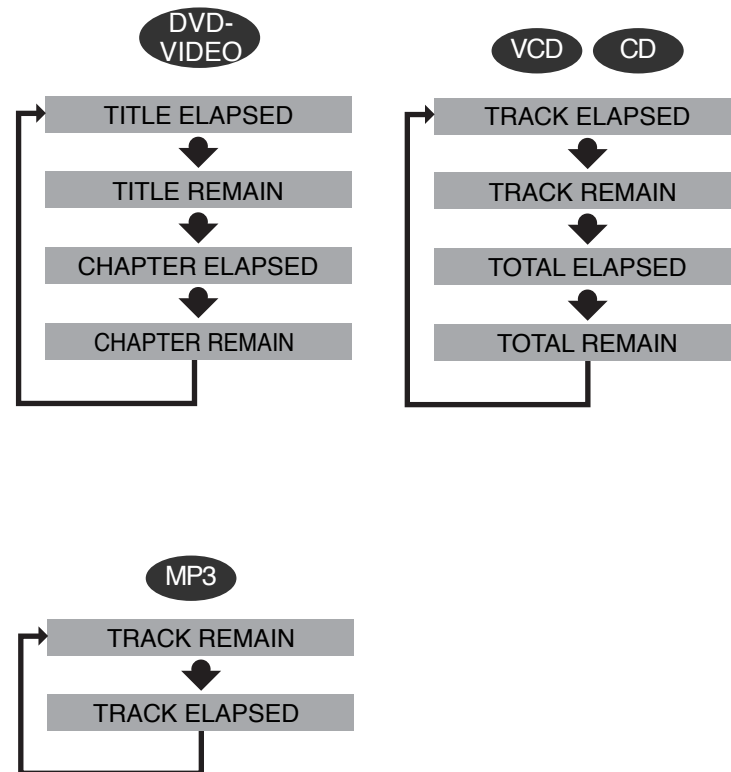 DVD-
VIDEO
TITLE ELAPSED
TITLE REMAIN
CHAPTER ELAPSED
CHAPTER REMAIN
VCD CD
TRACK ELAPSED
TRACK REMAIN
TOTAL ELAPSED
TOTAL REMAIN
MP3
TRACK REMAIN
TRACK ELAPSED